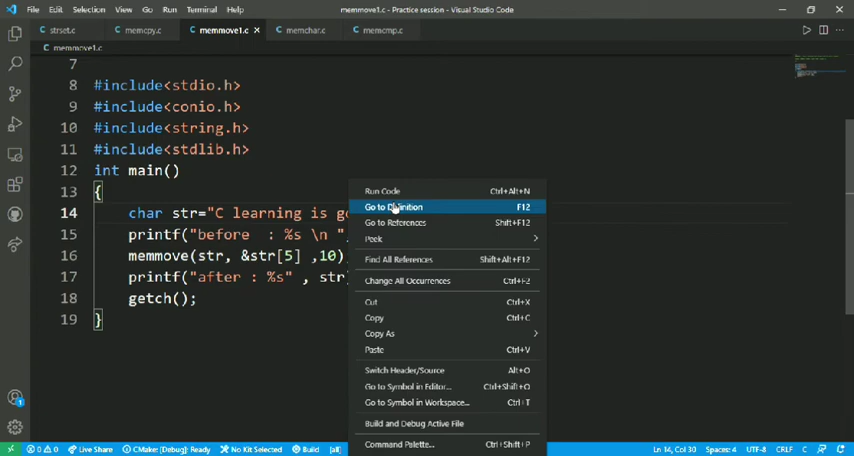 File Edit Selection View Go Run Terminal Help memmove1.c - Practice session - Visual Studio Code
C strset.c C memcpy.c C memmove1.c × C memchar.c C memcmp.c
C memmove1.c
7
8 #include<stdio.h>
9 #include<conio.h>
10 #include<string.h>
11 #include<stdlib.h>
12 int main()
13 {
14 char str="C learning is g
15 printf("before : %s \n "
16 memmove(str, &str[5] ,10)
17 printf("after : %s" , str
18 getch();
19 }
Run Code Ctrl+Alt+N
Go to Definition F12
Go to References Shift+F12
Peek
Find All References Shift+Alt+F12
Change All Occurrences Ctrl+F2
Cut Ctrl+X
Copy Ctrl+C
Copy As
Paste Ctrl+V
Switch Header/Source Alt+O
Go to Symbol in Editor... Ctrl+Shift+O
Go to Symbol in Workspace... Ctrl+T
Build and Debug Active File
Command Palette... Ctrl+Shift+P
1
0 0 Live Share CMake: [Debug]: Ready No Kit Selected Build [all] Ln 14, Col 30 Spaces: 4 UTF-8 CRLF C